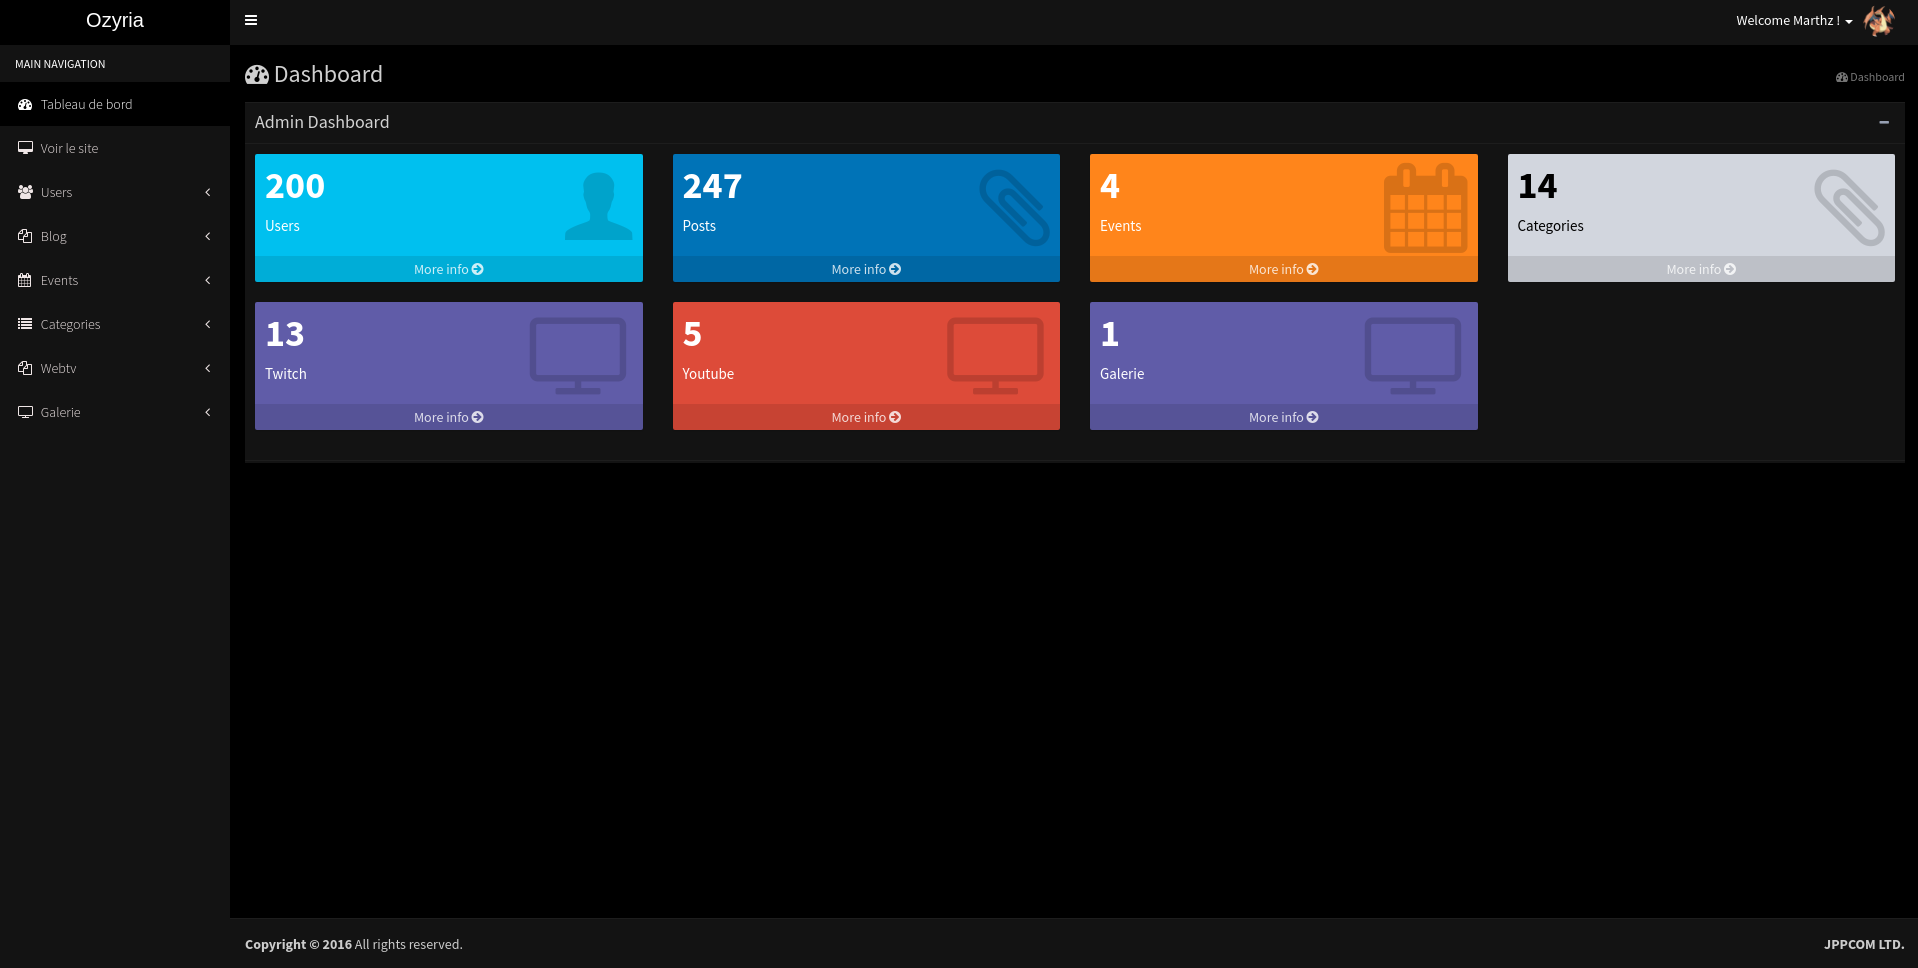 Ozyria
Welcome Marthz !
MAIN NAVIGATION
Tableau de bord
Voir le site
Users
Blog
Events
Categories
Webtv
Galerie
Dashboard
Dashboard
Admin Dashboard
200
Users
More info
247
Posts
More info
4
Events
More info
14
Categories
More info
13
Twitch
More info
5
Youtube
More info
1
Galerie
More info
Copyright © 2016 All rights reserved.
JPPCOM LTD.